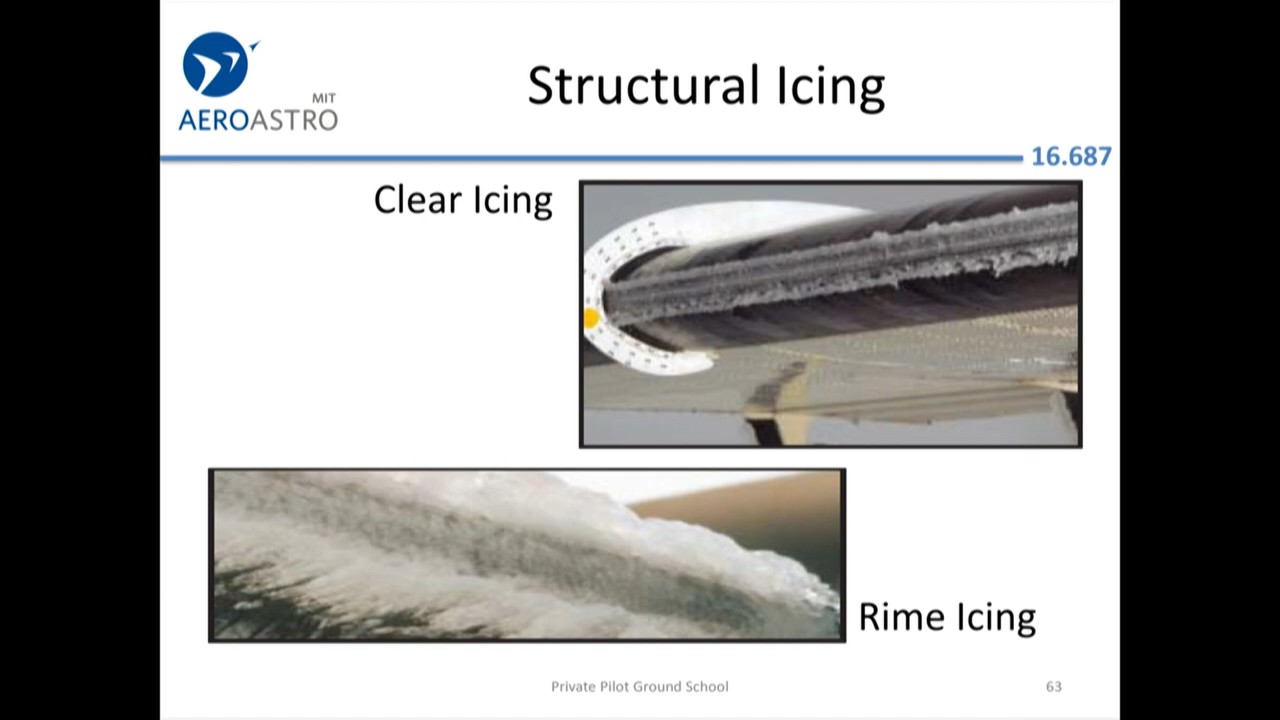 MIT
AEROASTRO
Structural Icing
16.687
Clear Icing
Rime Icing
Private Pilot Ground School
63